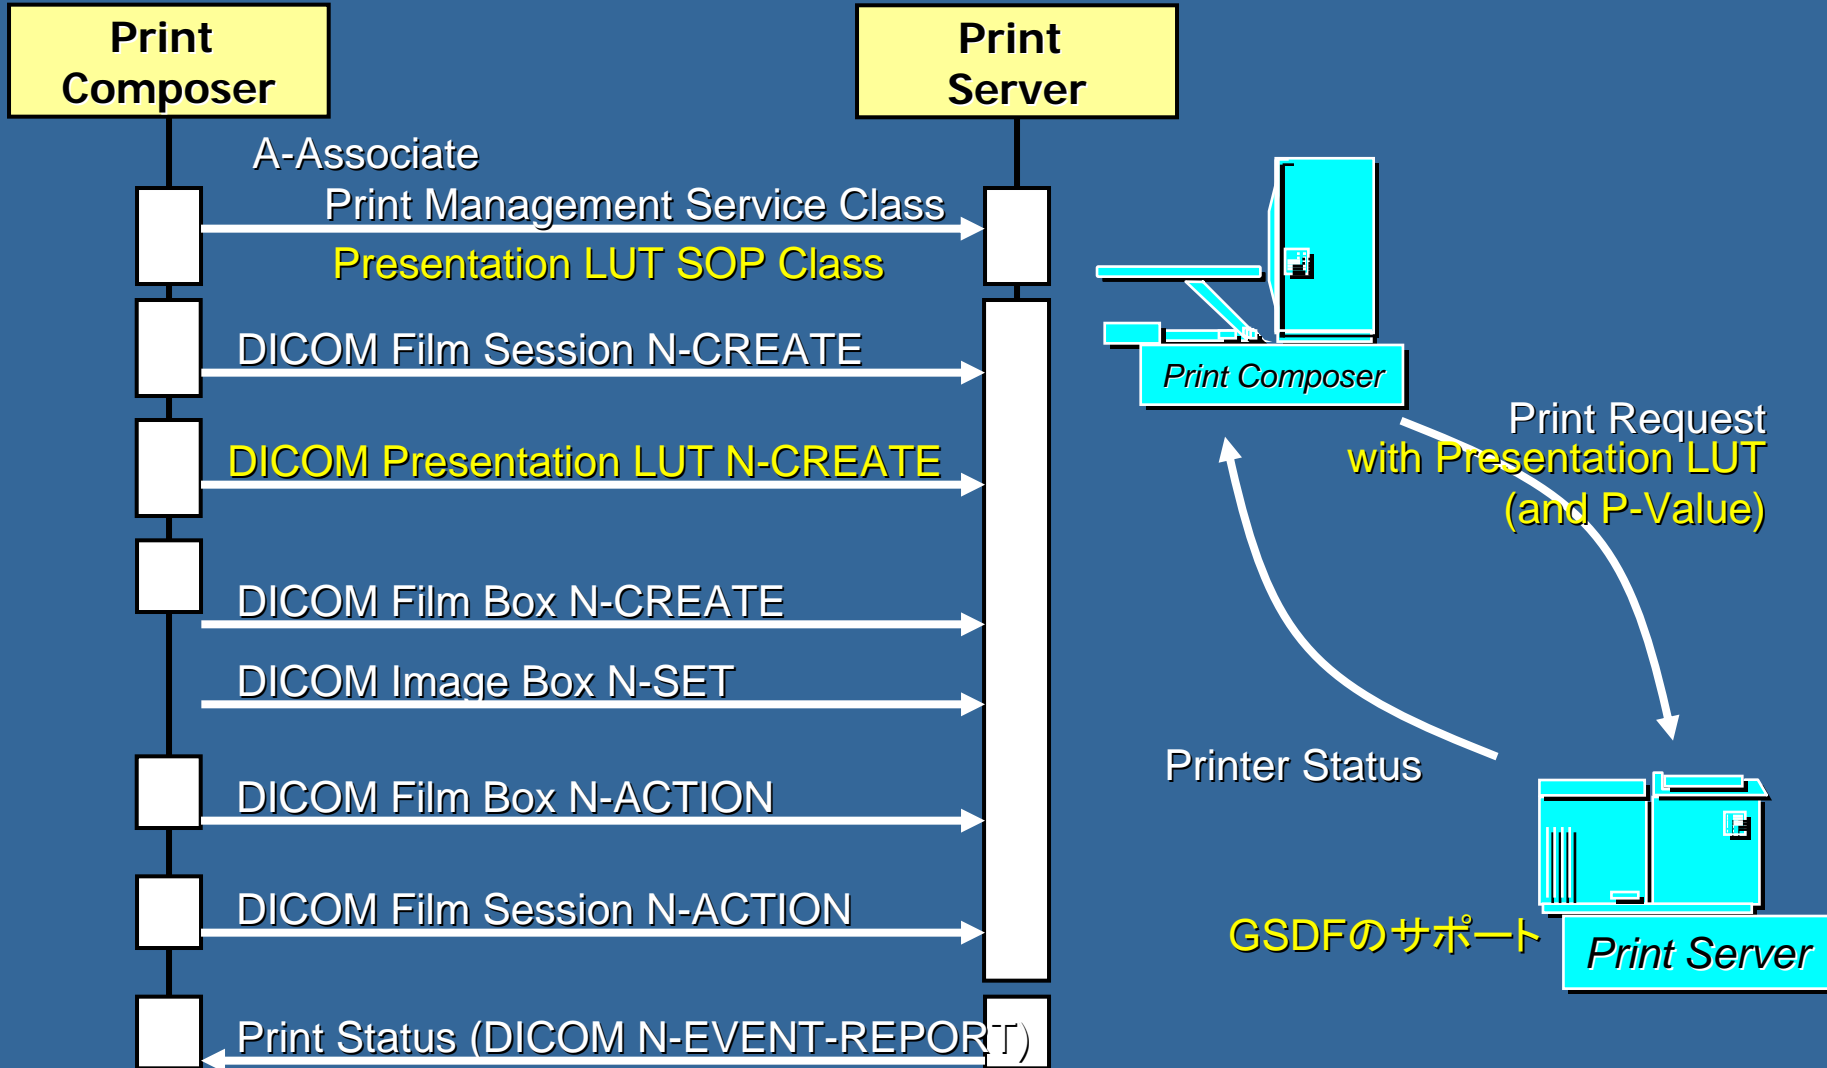 Print
Composer
Print
Server
A-Associate
Print Management Service Class
Presentation LUT SOP Class
DICOM Film Session N-CREATE
DICOM Presentation LUT N-CREATE
DICOM Film Box N-CREATE
DICOM Image Box N-SET
DICOM Film Box N-ACTION
DICOM Film Session N-ACTION
Print Status (DICOM N-EVENT-REPORT)
Print Composer
Print Request
with Presentation LUT
(and P-Value)
Printer Status
GSDFのサポート
Print Server